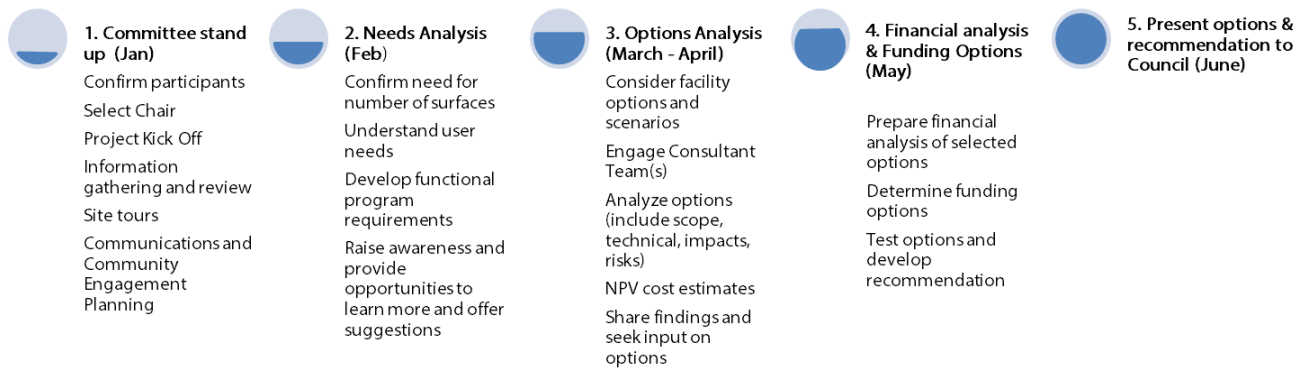 1. Committee stand
up  (Jan)
Confirm participants
Select Chair
Project Kick Off
Information
gathering and review
Site tours
Communications and
Community
Engagement
Planning
2. Needs Analysis
(Feb)
Confirm need for
number of surfaces
Understand user
needs
Develop functional
program
requirements
Raise awareness and
provide
opportunities to
learn more and offer
suggestions
3. Options Analysis
(March - April)
Consider facility
options and
scenarios
Engage Consultant
Team(s)
Analyze options
(include scope,
technical, impacts,
risks)
NPV cost estimates
Share findings and
seek input on
options
4. Financial analysis
& Funding Options
(May)
Prepare financial
analysis of selected
options
Determine funding
options
Test options and
develop
recommendation
5. Present options &
recommendation to
Council (June)